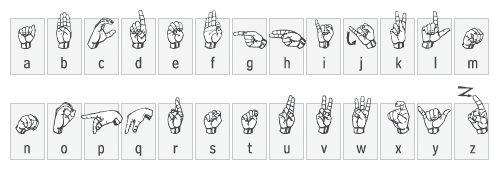 a b c d e f g h i j k l m
n o p q r s t u v w x y z